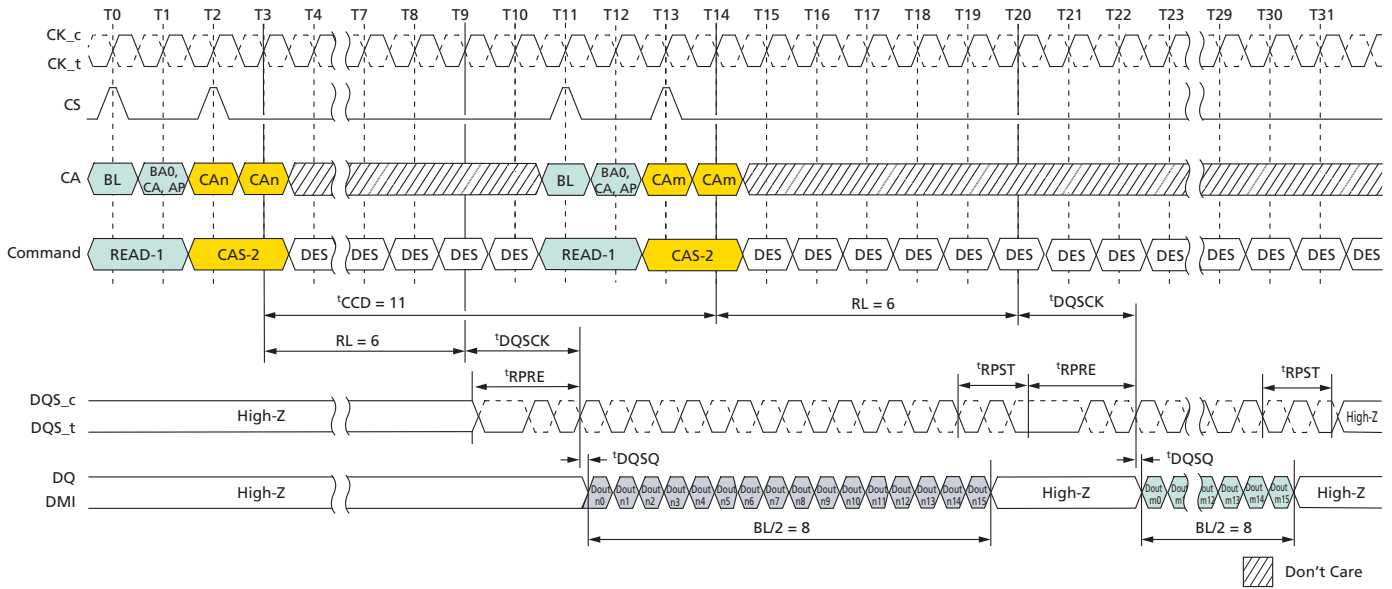 T0 T1 T2 T3 T4 T7 T8 T9 T10 T11 T12 T13 T14 T15 T16 T17 T18 T19 T20 T21 T22 T23 T29 T30 T31
CK_c
CK_t
CS
CA BL BA0, CA, AP CAn CAn BL BA0, CA, AP CAm CAm
Command READ-1 CAS-2 DES DES DES DES DES READ-1 CAS-2 DES DES DES DES DES DES DES DES DES DES DES DES DES
tCCD = 11 RL = 6 tDQSCK
RL = 6 tDQSCK
tRPRE tRPST tRPRE tRPST
DQS_c
DQS_t High-Z High-Z
tDQSQ tDQSQ
DQ
DMI High-Z Dout n0 Dout n1 Dout n2 Dout n3 Dout n4 Dout n5 Dout n6 Dout n7 Dout n8 Dout n9 Dout n10 Dout n11 Dout n12 Dout n13 Dout n14 Dout n15 High-Z Dout m0 Dout m12 Dout m13 Dout m14 Dout m15 High-Z
BL/2 = 8 BL/2 = 8
Don't Care